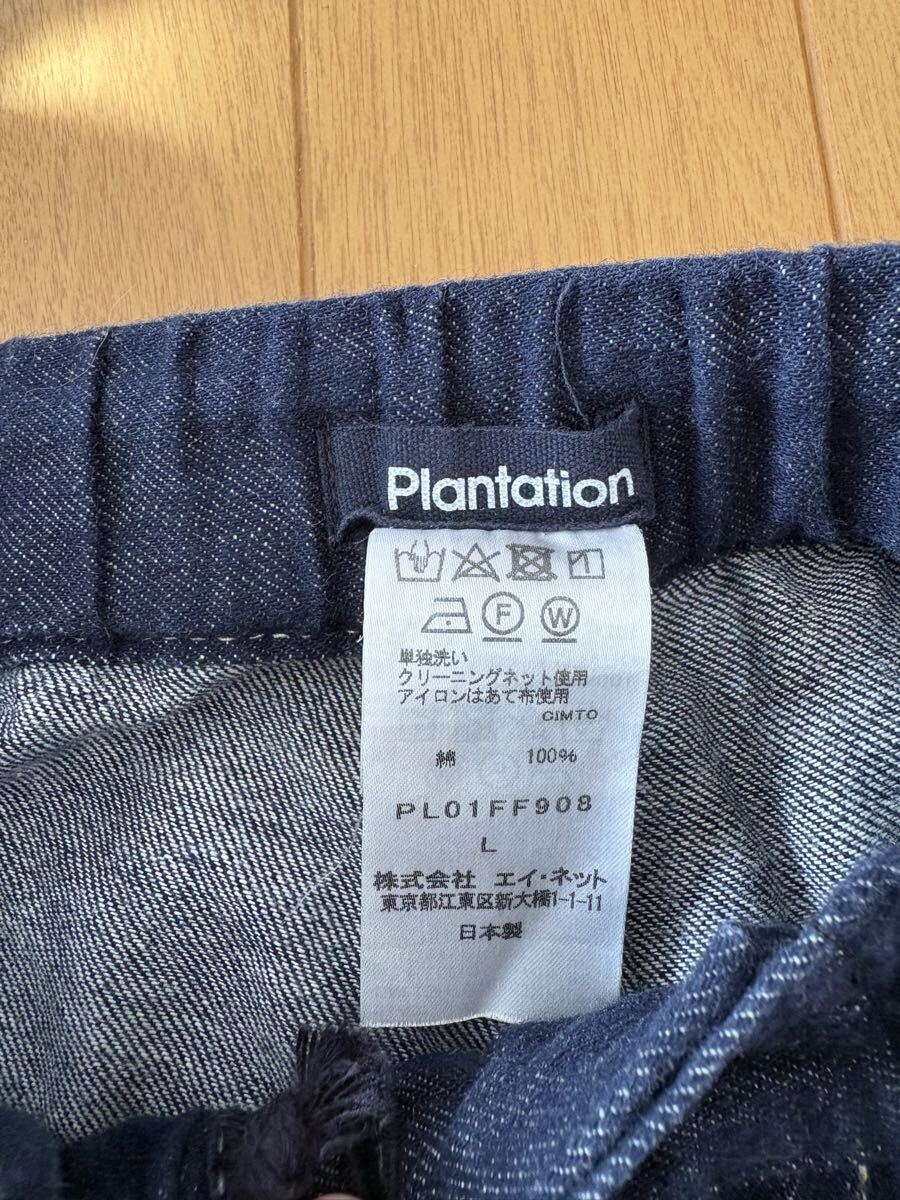 Plantation
F W
単独洗い
クリーニングネット使用
アイロンはあて布使用
CIMTO
綿 100%
PL01FF908
L
株式会社 エイ・ネット
東京都江東区新大橋1-1-11
日本製